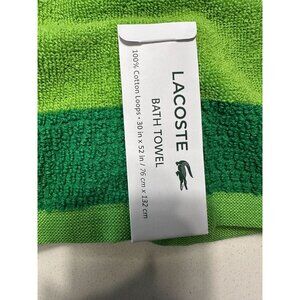 LACOSTE
BATH TOWEL
100% Cotton Loops • 30 in x 52 in / 76 cm x 132 cm